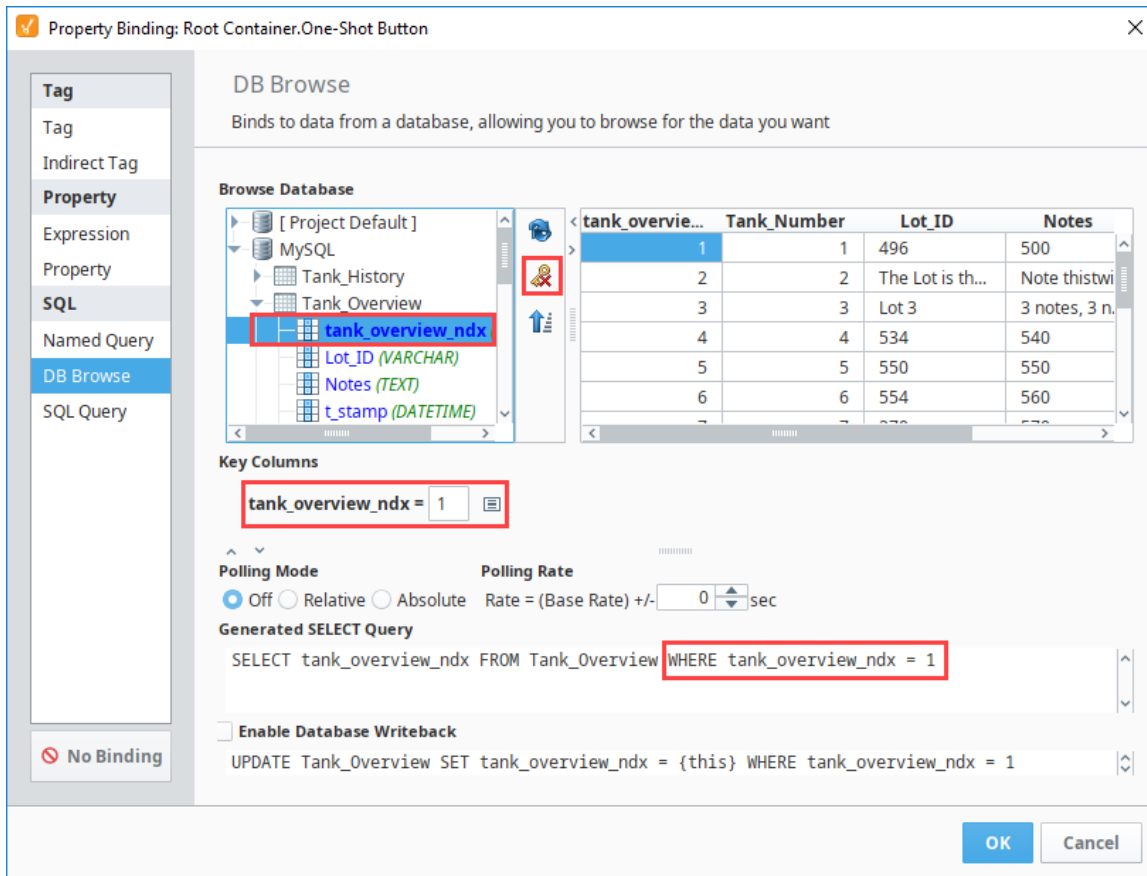 Property Binding: Root Container.One-Shot Button
Tag
Tag
Indirect Tag
Property
Expression
Property
SQL
Named Query
DB Browse
SQL Query
No Binding
DB Browse
Binds to data from a database, allowing you to browse for the data you want
Browse Database
[ Project Default ]
MySQL
Tank_History
Tank_Overview
tank_overview_ndx
Lot_ID (VARCHAR)
Notes (TEXT)
t_stamp (DATETIME)
tank_overvie... Tank_Number Lot_ID Notes
1 1 496 500
2 2 The Lot is th... Note thistwi
3 3 Lot 3 3 notes, 3 n.
4 4 534 540
5 5 550 550
6 6 554 560
Key Columns
tank_overview_ndx = 1
Polling Mode Polling Rate
Off Relative Absolute Rate = (Base Rate) +/- 0 sec
Generated SELECT Query
SELECT tank_overview_ndx FROM Tank_Overview WHERE tank_overview_ndx = 1
Enable Database Writeback
UPDATE Tank_Overview SET tank_overview_ndx = {this} WHERE tank_overview_ndx = 1
OK Cancel